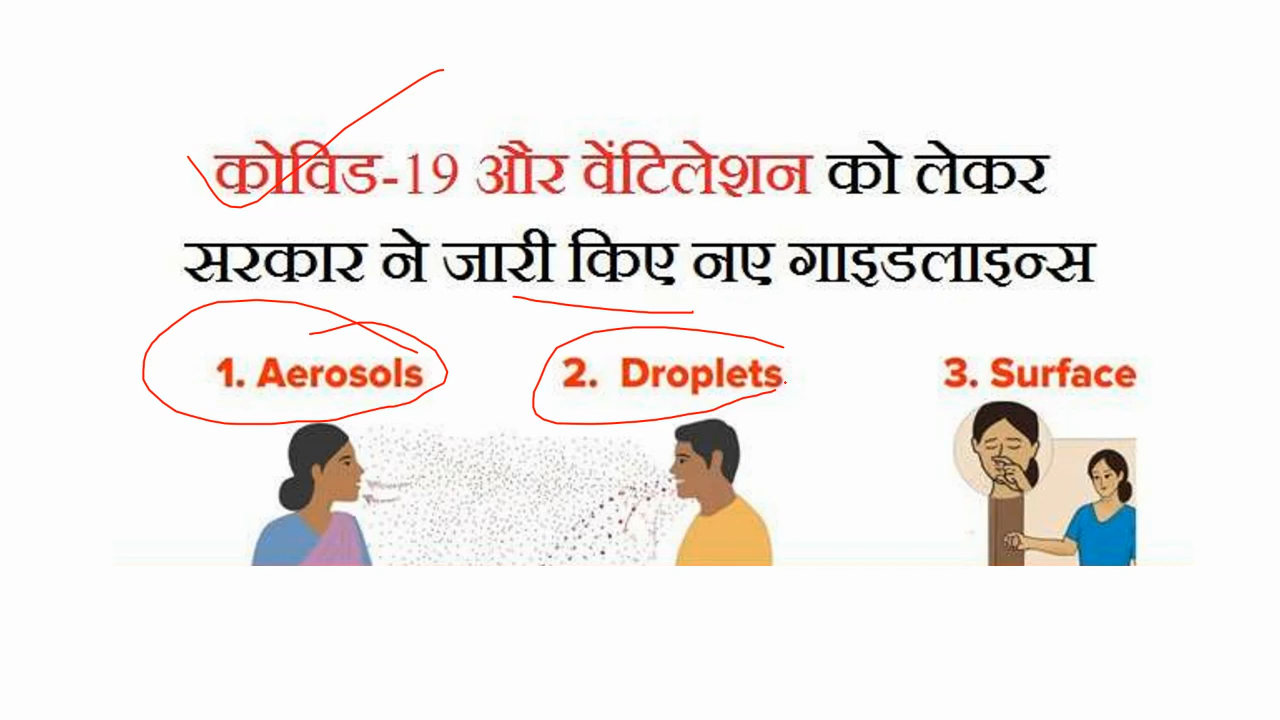 कोविड-19 और वेंटिलेशन को लेकर
सरकार ने जारी किए नए गाइडलाइन्स
1. Aerosols 2. Droplets 3. Surface